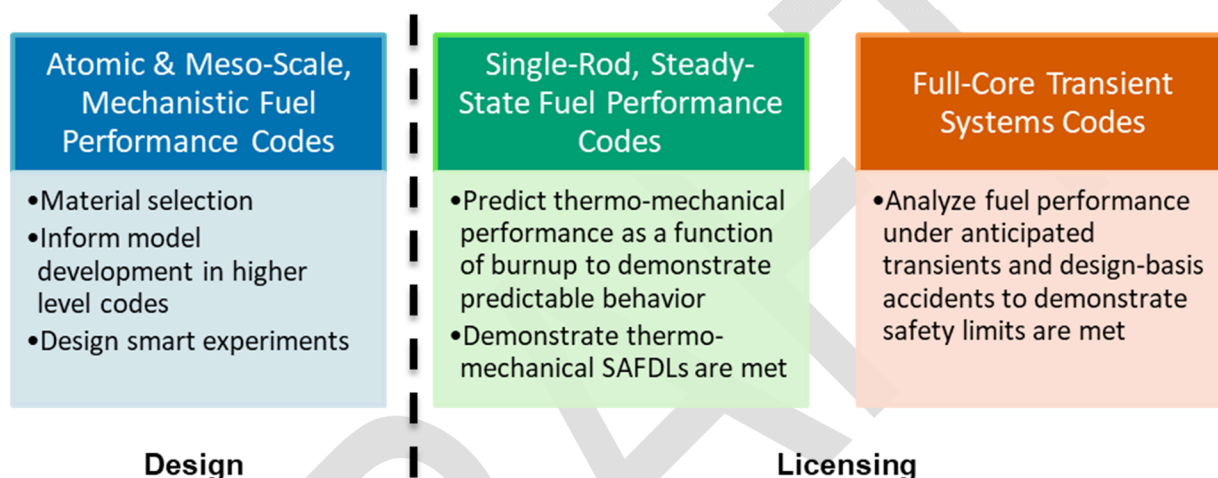 Atomic & Meso-Scale,
Mechanistic Fuel
Performance Codes
•Material selection
•Inform model
development in higher
level codes
•Design smart experiments
Single-Rod, Steady-
State Fuel Performance
Codes
•Predict thermo-mechanical
performance as a function
of burnup to demonstrate
predictable behavior
•Demonstrate thermo-
mechanical SAFDLs are met
Full-Core Transient
Systems Codes
•Analyze fuel performance
under anticipated
transients and design-basis
accidents to demonstrate
safety limits are met
Design
Licensing